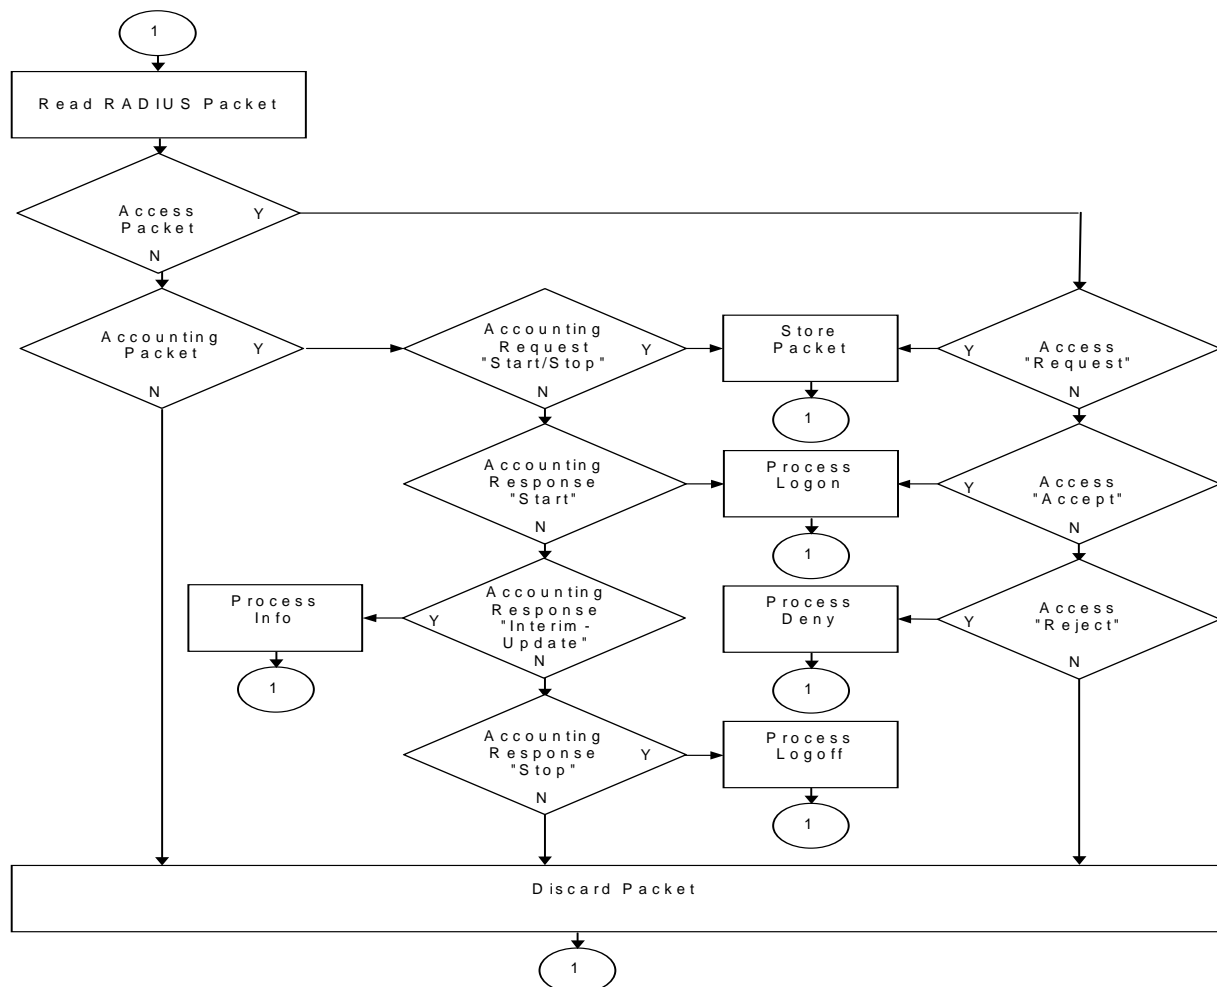 1
Read RADIUS Packet
Access
Packet
Y
N
Accounting
Packet
Y
N
Accounting
Request
"Start/Stop"
Y
N
Store
Packet
1
Y
Access
"Request"
N
Accounting
Response
"Start"
N
Process
Logon
1
Y
Access
"Accept"
N
Process
Info
1
Y
Accounting
Response
"Interim -
Update"
N
Process
Deny
1
Y
Access
"Reject"
N
Accounting
Response
"Stop"
Y
N
Process
Logoff
1
Discard Packet
1